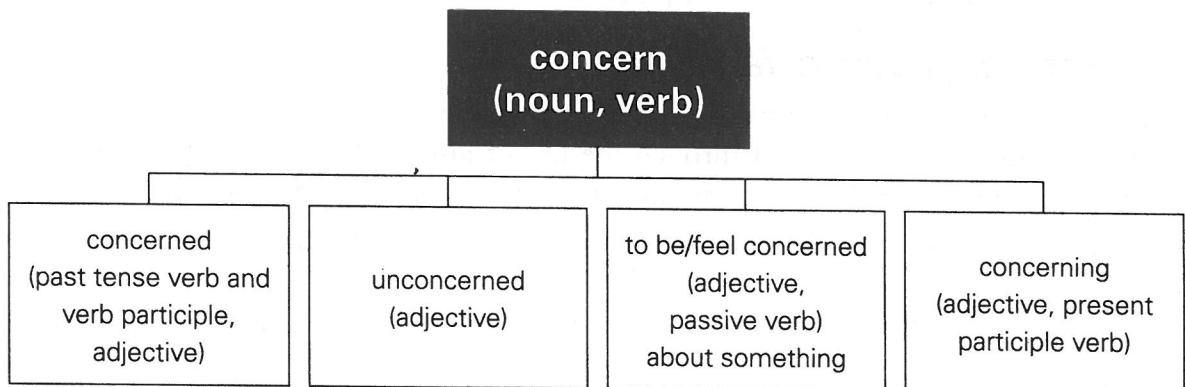 concern
(noun, verb)
concerned
(past tense verb and
verb participle,
adjective)
unconcerned
(adjective)
to be/feel concerned
(adjective,
passive verb)
about something
concerning
(adjective, present
participle verb)